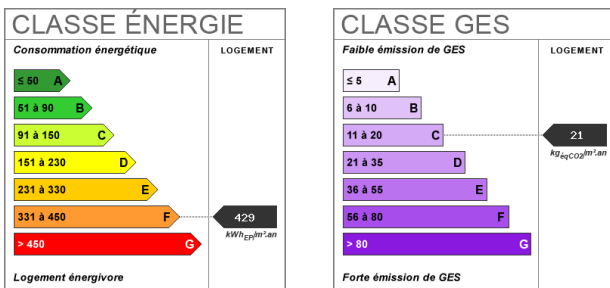 CLASSE ÉNERGIE
Consommation énergétique
LOGEMENT
≤ 50 A
51 à 90 B
91 à 150 C
151 à 230 D
231 à 330 E
331 à 450 F
429
kWhEP/m².an
> 450 G
Logement énergivore
CLASSE GES
Faible émission de GES
LOGEMENT
≤ 5 A
6 à 10 B
11 à 20 C
21
kgéqCO2/m².an
21 à 35 D
36 à 55 E
56 à 80 F
> 80 G
Forte émission de GES